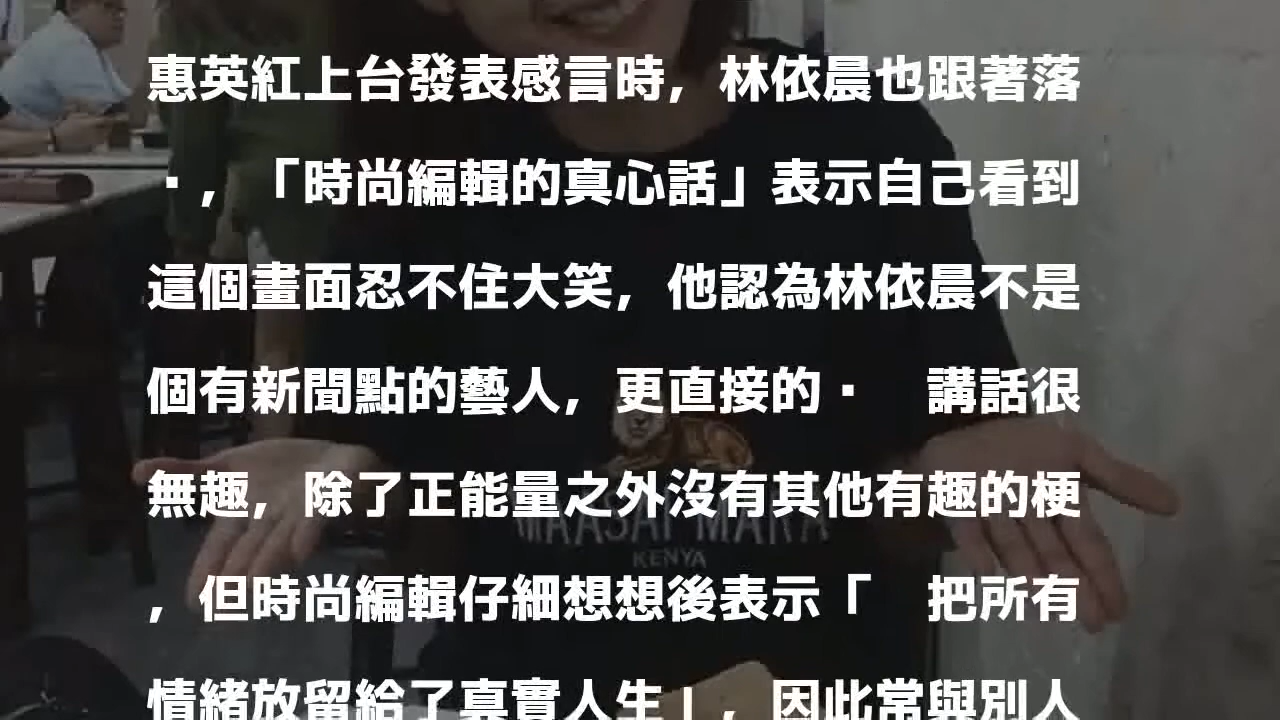 惠英紅上台發表感言時，林依晨也跟著落
·，「時尚編輯的真心話」表示自己看到
這個畫面忍不住大笑，他認為林依晨不是
個有新聞點的藝人，更直接的·　講話很
無趣，除了正能量之外沒有其他有趣的梗
，但時尚編輯仔細想想後表示「　把所有
情緒放留給了真實人生」，因此常與別人
MAASAI MARA
KENYA